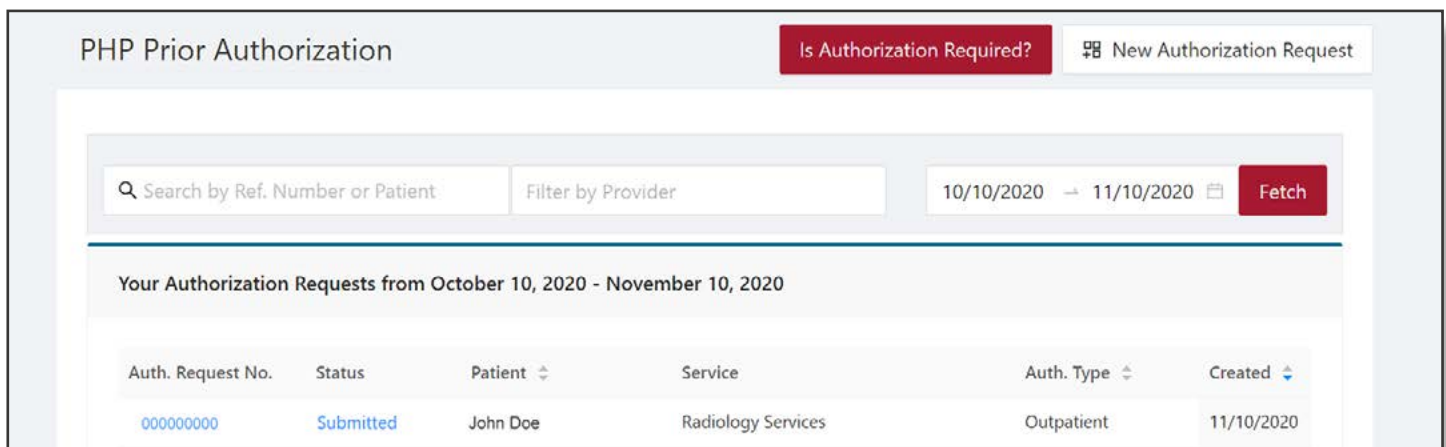 PHP Prior Authorization Is Authorization Required? New Authorization Request
Search by Ref. Number or Patient Filter by Provider 10/10/2020 → 11/10/2020 Fetch
Your Authorization Requests from October 10, 2020 - November 10, 2020
Auth. Request No. Status Patient Service Auth. Type Created
000000000 Submitted John Doe Radiology Services Outpatient 11/10/2020